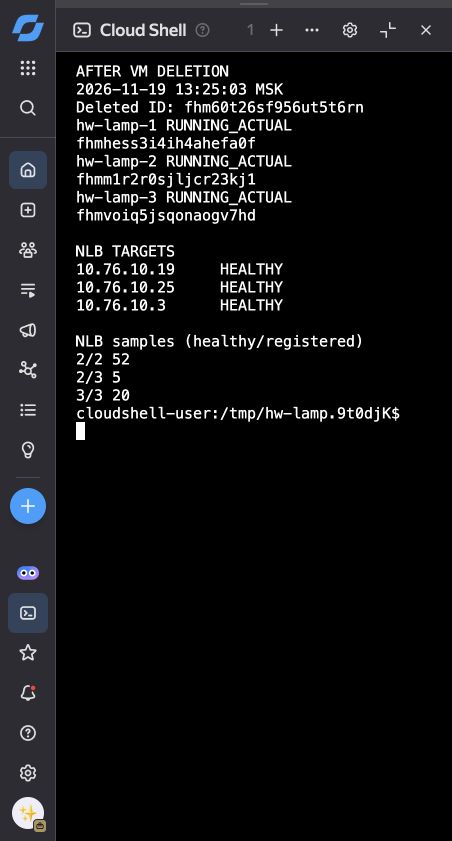 Cloud Shell 1
AFTER VM DELETION
2026-11-19 13:25:03 MSK
Deleted ID: fhm60t26sf956ut5t6rn
hw-lamp-1 RUNNING_ACTUAL
fhmhess3i4ih4ahefa0f
hw-lamp-2 RUNNING_ACTUAL
fhmm1r2r0sjljcr23kj1
hw-lamp-3 RUNNING_ACTUAL
fhmvoiq5jsqonaogv7hd
NLB TARGETS
10.76.10.19 HEALTHY
10.76.10.25 HEALTHY
10.76.10.3 HEALTHY
NLB samples (healthy/registered)
2/2 52
2/3 5
3/3 20
cloudshell-user:/tmp/hw-lamp.9t0djK$